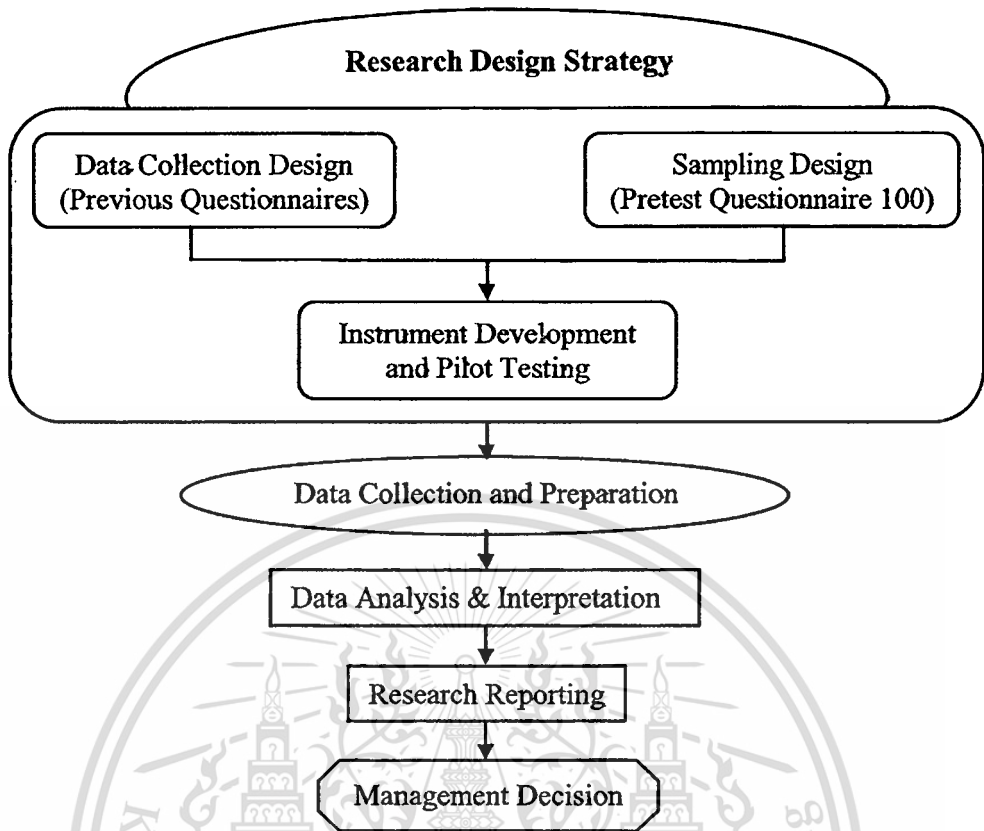 Research Design Strategy
Data Collection Design
(Previous Questionnaires)
Sampling Design
(Pretest Questionnaire 100)
Instrument Development
and Pilot Testing
Data Collection and Preparation
Data Analysis & Interpretation
Research Reporting
Management Decision
K
g